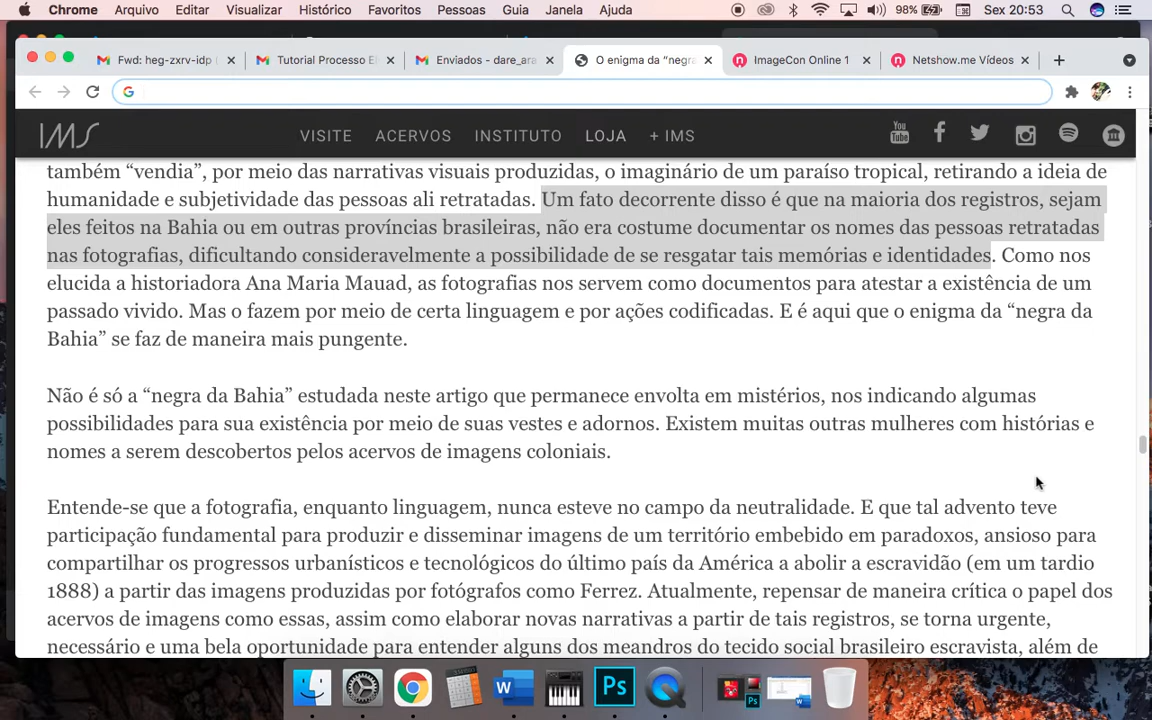 Chrome Arquivo Editar Visualizar Histórico Favoritos Pessoas Guia Janela Ajuda 98% Sex 20:53
Fwd: heg-zxrv-idp Tutorial Processo El Enviados - dare_ara O enigma da “negra ImageCon Online 1 Netshow.me Vídeos
IMS VISITE ACERVOS INSTITUTO LOJA + IMS You Tube
também “vendia”, por meio das narrativas visuais produzidas, o imaginário de um paraíso tropical, retirando a ideia de
humanidade e subjetividade das pessoas ali retratadas. Um fato decorrente disso é que na maioria dos registros, sejam
eles feitos na Bahia ou em outras províncias brasileiras, não era costume documentar os nomes das pessoas retratadas
nas fotografias, dificultando consideravelmente a possibilidade de se resgatar tais memórias e identidades. Como nos
elucida a historiadora Ana Maria Mauad, as fotografias nos servem como documentos para atestar a existência de um
passado vivido. Mas o fazem por meio de certa linguagem e por ações codificadas. E é aqui que o enigma da “negra da
Bahia” se faz de maneira mais pungente.
Não é só a “negra da Bahia” estudada neste artigo que permanece envolta em mistérios, nos indicando algumas
possibilidades para sua existência por meio de suas vestes e adornos. Existem muitas outras mulheres com histórias e
nomes a serem descobertos pelos acervos de imagens coloniais.
Entende-se que a fotografia, enquanto linguagem, nunca esteve no campo da neutralidade. E que tal advento teve
participação fundamental para produzir e disseminar imagens de um território embebido em paradoxos, ansioso para
compartilhar os progressos urbanísticos e tecnológicos do último país da América a abolir a escravidão (em um tardio
1888) a partir das imagens produzidas por fotógrafos como Ferrez. Atualmente, repensar de maneira crítica o papel dos
acervos de imagens como essas, assim como elaborar novas narrativas a partir de tais registros, se torna urgente,
necessário e uma bela oportunidade para entender alguns dos meandros do tecido social brasileiro escravista, além de
W Ps Ps W